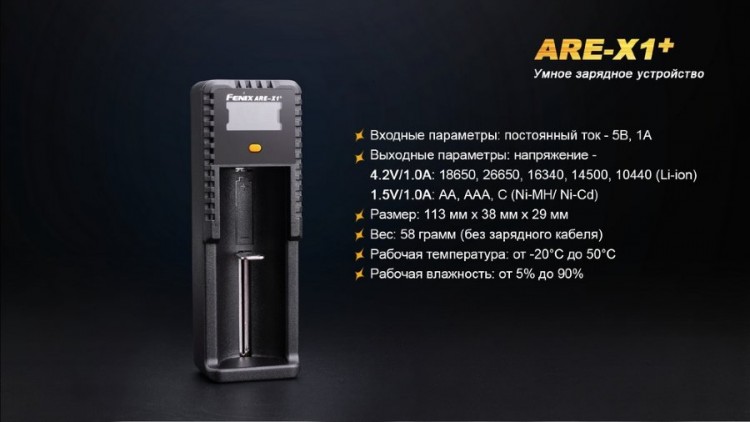 ARE-X1+
Умное зарядное устройство
FENIX ARE-X1+
Входные параметры: постоянный ток - 5В, 1А
Выходные параметры: напряжение -
4.2V/1.0A: 18650, 26650, 16340, 14500, 10440 (Li-ion)
1.5V/1.0A: AA, AAA, C (Ni-MH/ Ni-Cd)
Размер: 113 мм x 38 мм x 29 мм
Вес: 58 грамм (без зарядного кабеля)
Рабочая температура: от -20°C до 50°C
Рабочая влажность: от 5% до 90%